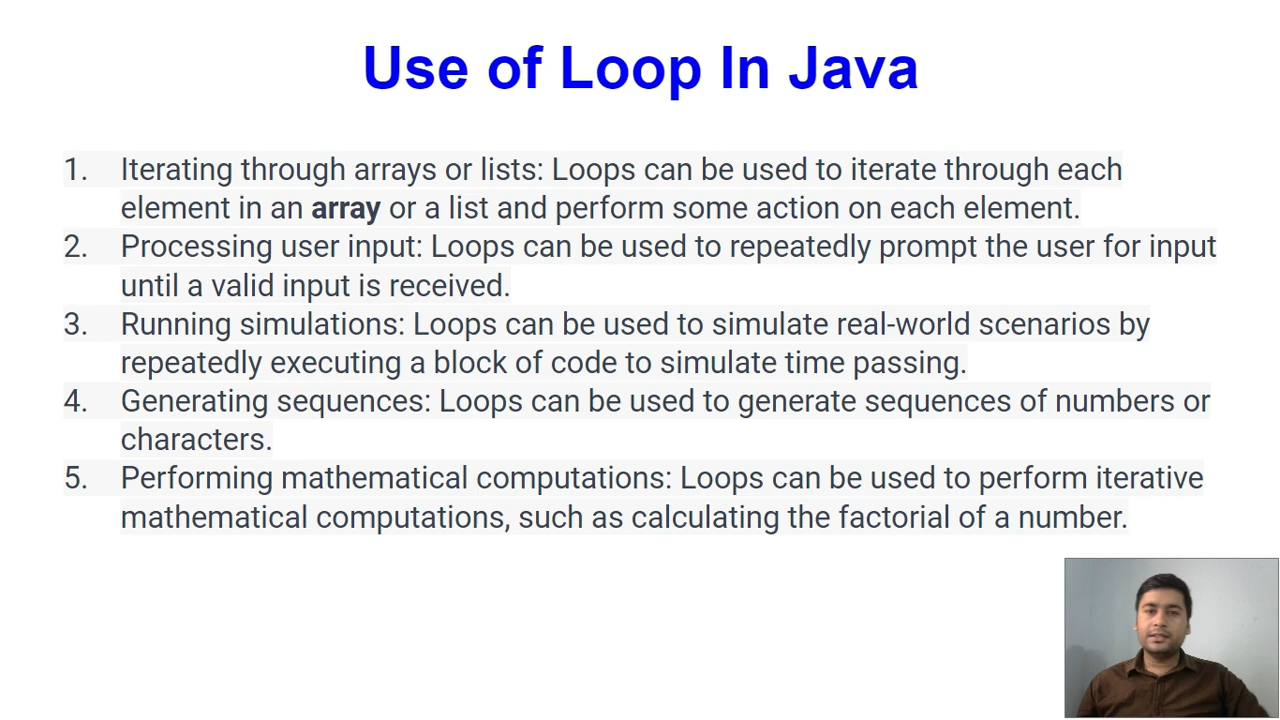 Use of Loop In Java
1. Iterating through arrays or lists: Loops can be used to iterate through each
element in an array or a list and perform some action on each element.
2. Processing user input: Loops can be used to repeatedly prompt the user for input
until a valid input is received.
3. Running simulations: Loops can be used to simulate real-world scenarios by
repeatedly executing a block of code to simulate time passing.
4. Generating sequences: Loops can be used to generate sequences of numbers or
characters.
5. Performing mathematical computations: Loops can be used to perform iterative
mathematical computations, such as calculating the factorial of a number.